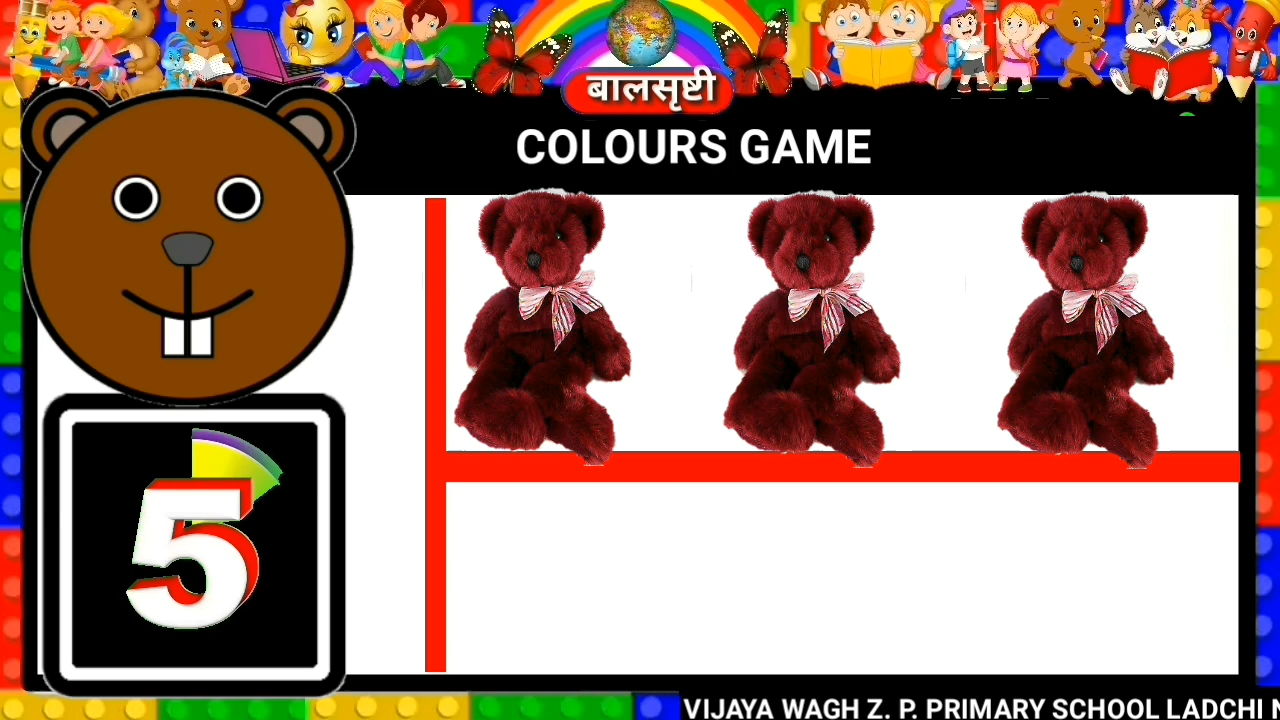 बालसृष्टी
COLOURS GAME
5
VIJAYA WAGH Z. P. PRIMARY SCHOOL LADCHI